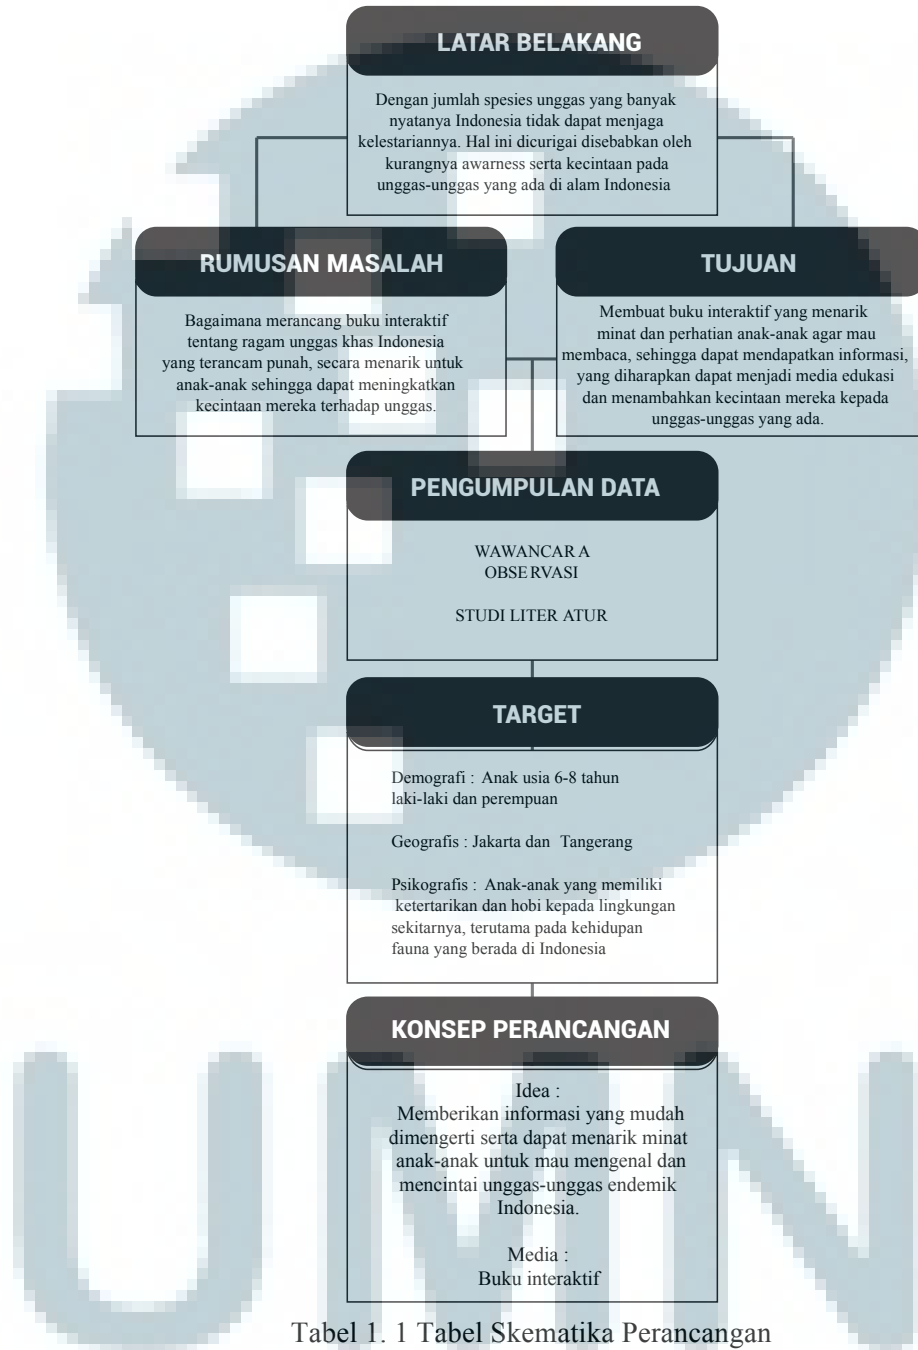 LATAR BELAKANG
Dengan jumlah spesies unggas yang banyak
nyatanya Indonesia tidak dapat menjaga
kelestariannya. Hal ini dicurigai disebabkan oleh
kurangnya awarness serta kecintaan pada
unggas-unggas yang ada di alam Indonesia
RUMUSAN MASALAH
Bagaimana merancang buku interaktif
tentang ragam unggas khas Indonesia
yang terancam punah, secara menarik untuk
anak-anak sehingga dapat meningkatkan
kecintaan mereka terhadap unggas.
TUJUAN
Membuat buku interaktif yang menarik
minat dan perhatian anak-anak agar mau
membaca, sehingga dapat mendapatkan informasi,
yang diharapkan dapat menjadi media edukasi
dan menambahkan kecintaan mereka kepada
unggas-unggas yang ada.
PENGUMPULAN DATA
WAWANCAR A
OBSE RVASI
STUDI LITER ATUR
TARGET
Demografi : Anak usia 6-8 tahun
laki-laki dan perempuan
Geografis : Jakarta dan Tangerang
Psikografis : Anak-anak yang memiliki
ketertarikan dan hobi kepada lingkungan
sekitarnya, terutama pada kehidupan
fauna yang berada di Indonesia
KONSEP PERANCANGAN
Idea :
Memberikan informasi yang mudah
dimengerti serta dapat menarik minat
anak-anak untuk mau mengenal dan
mencintai unggas-unggas endemik
Indonesia.
Media :
Buku interaktif
UMN
Tabel 1. 1 Tabel Skematika Perancangan